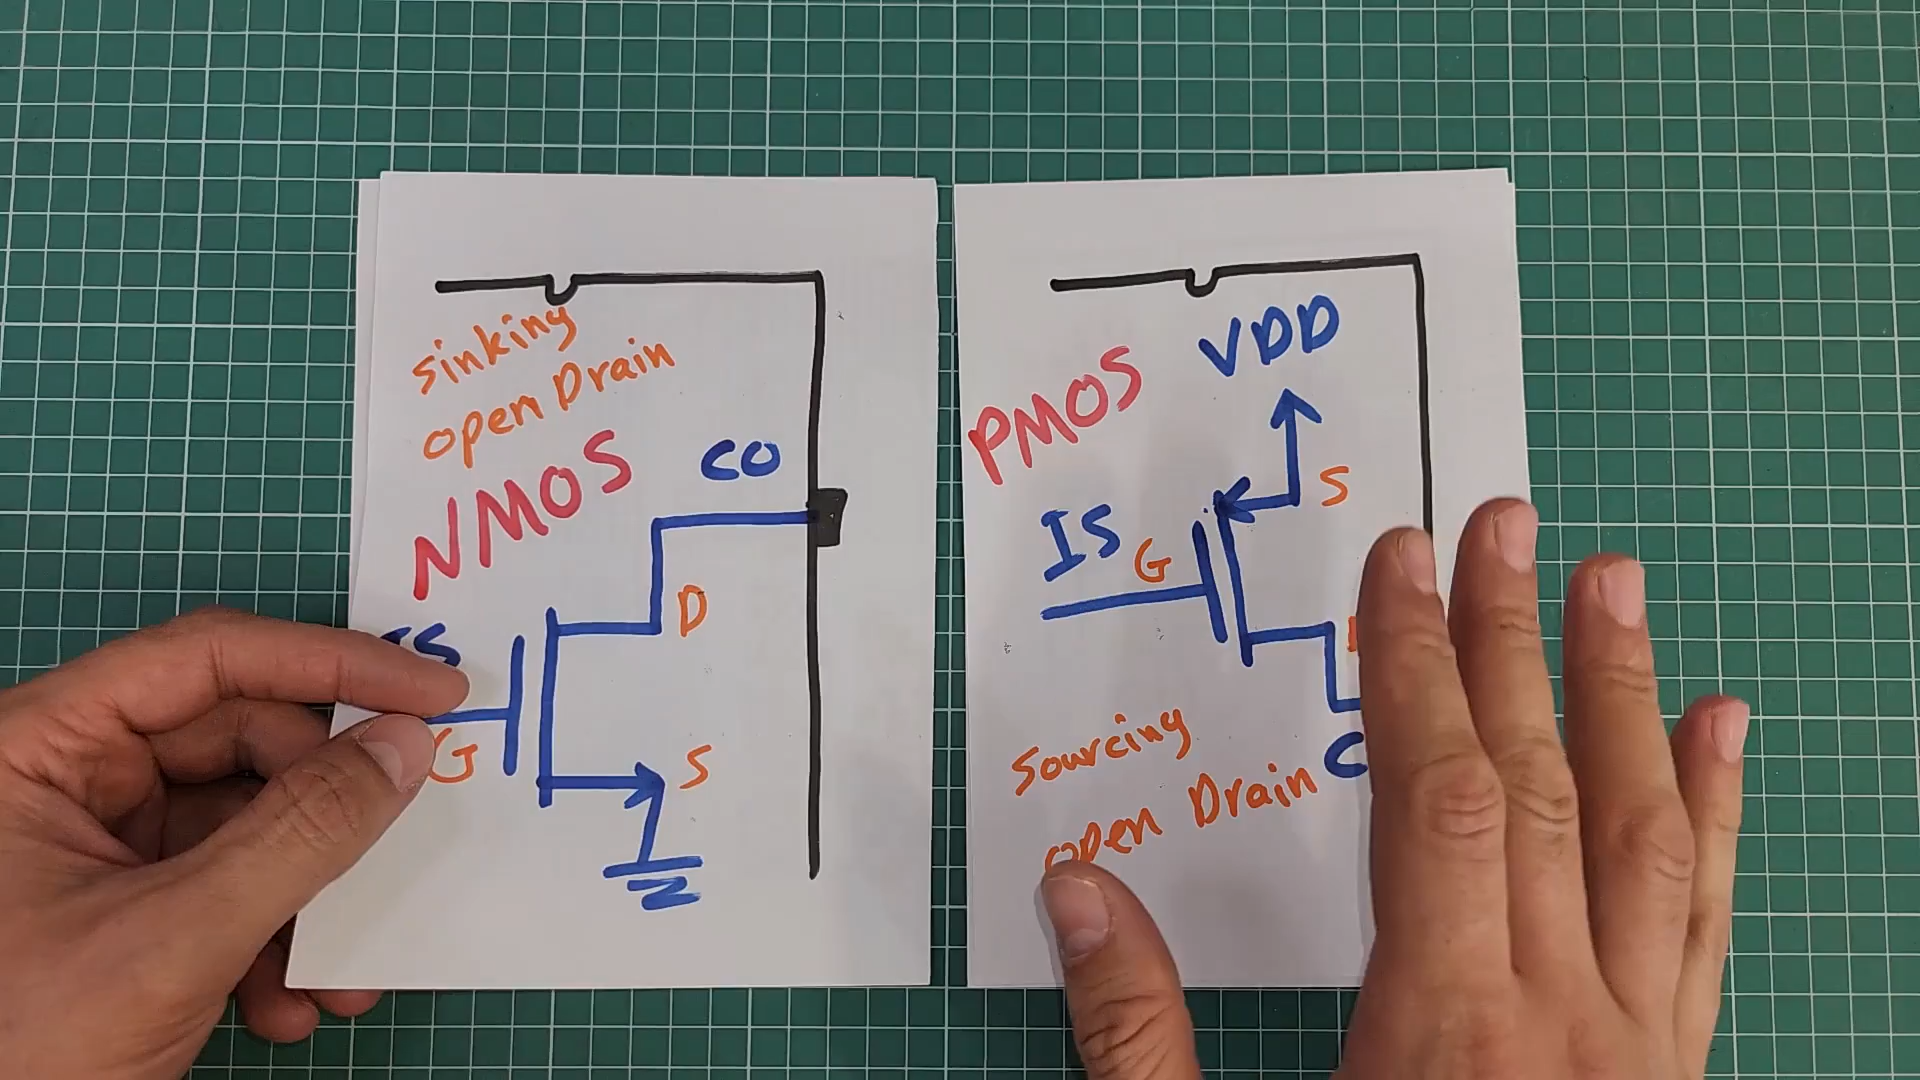 sinking
open Drain
NMOS
CO
D
G
S
VDD
PMOS
S
IS
G
sourcing
open Drain